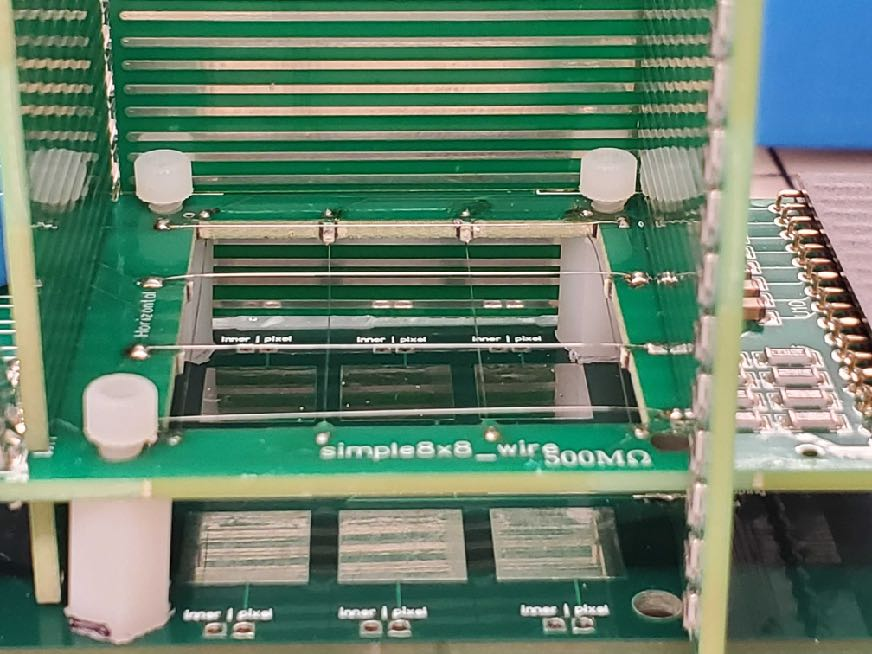 Horizontal
Inner | pixel
Inner | pixel
Inner | pixel
simple8x8_wire
500MΩ
Inner | pixel
Inner | pixel
Inner | pixel